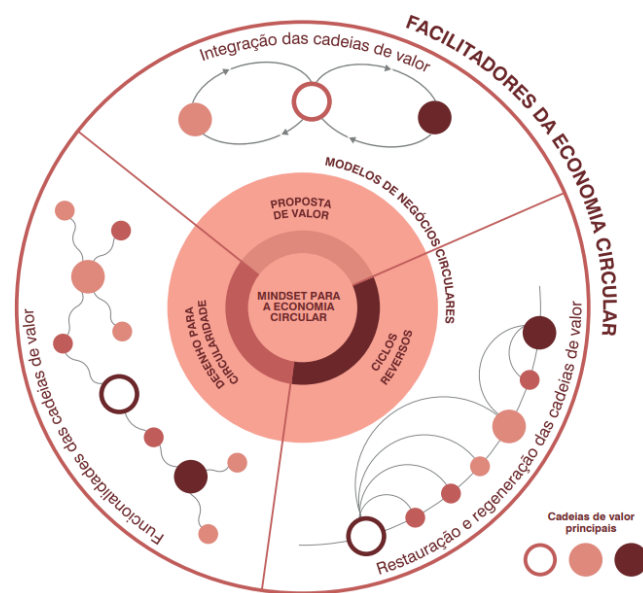 FACILITADORES DA ECONOMIA CIRCULAR
Integração das cadeias de valor
MODELOS DE NEGÓCIOS CIRCULARES
PROPOSTA
DE VALOR
MINDSET PARA
A ECONOMIA
CIRCULAR
DESENHO PARA
CIRCULARIDADE
CICLOS
REVERSOS
Funcionalidades das cadeias de valor
Restauração e regeneração das cadeias de valor
Cadeias de valor
principais